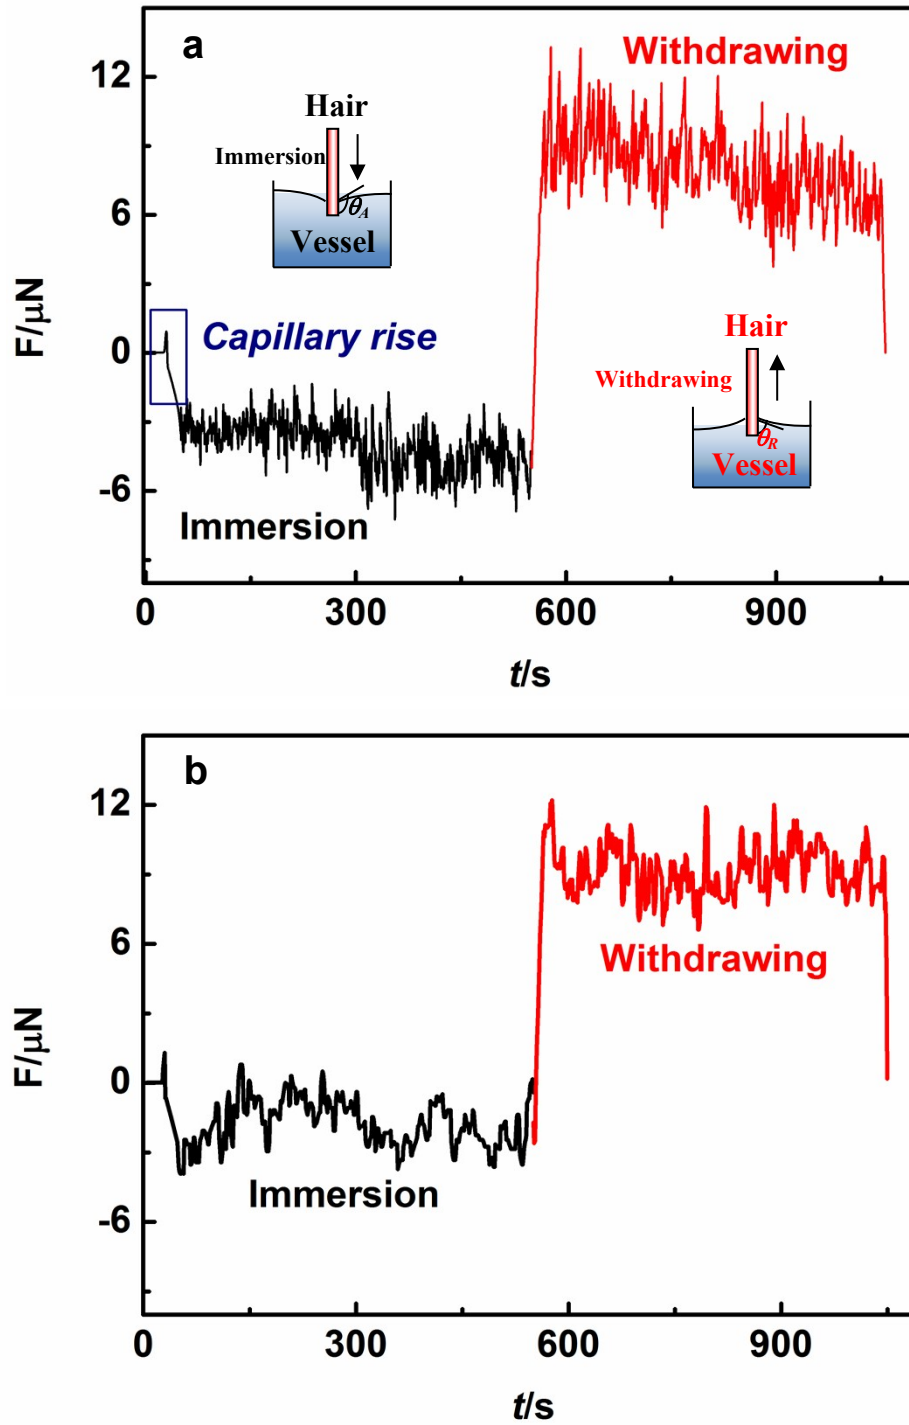 a
Withdrawing
12
Hair
Immersion
θA
Vessel
6
F/μN
0
Capillary rise
Hair
Withdrawing
θR
Vessel
-6
Immersion
0
300
600
900
t/s
b
12
6
Withdrawing
F/μN
0
Immersion
-6
0
300
600
900
t/s